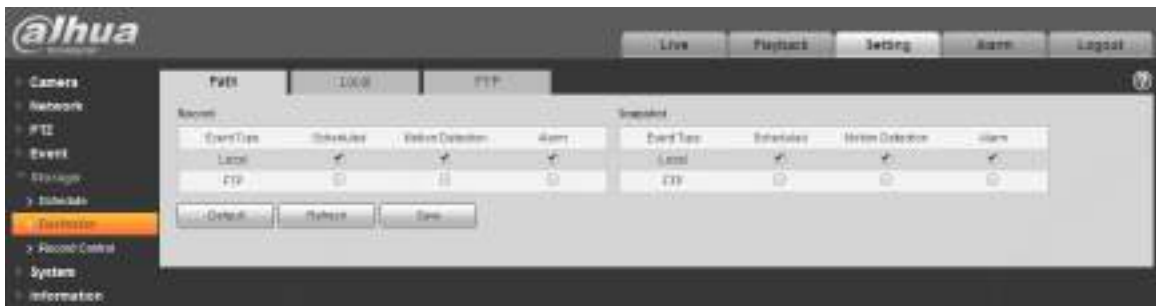 alhua
Live Playback Setting Alarm Logout
Camera
Network
PTZ
Event
Storage
Schedule
Destination
Record Control
System
Information
Path Local FTP
Record
Event Type Scheduled Motion Detection Alarm
Local
FTP
Default Refresh Save
Snapshot
Event Type Scheduled Motion Detection Alarm
Local
FTP